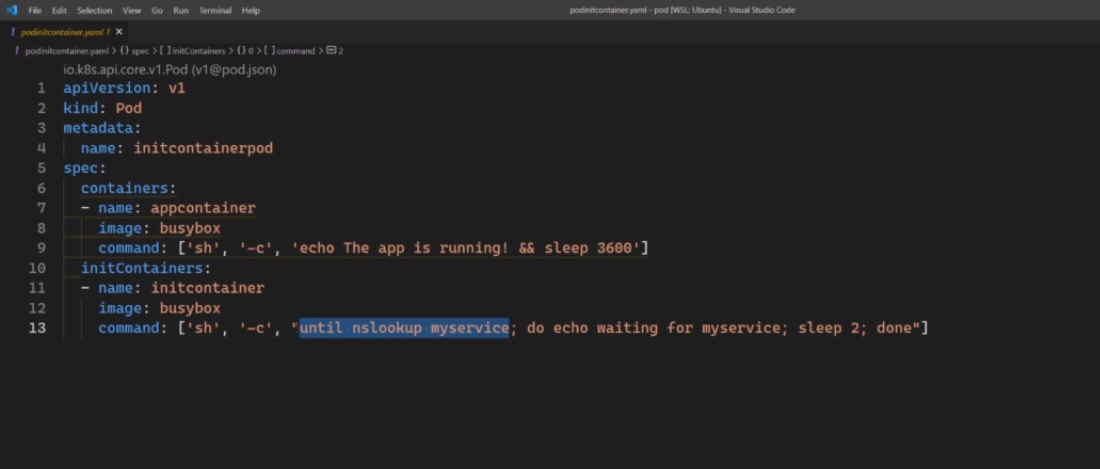 File Edit Selection View Go Run Terminal Help podinitcontainer.yaml - pod [WSL: Ubuntu] - Visual Studio Code
! podinitcontainer.yaml 1 ×
! podinitcontainer.yaml > {} spec > [ ] initContainers > {} 0 > [ ] command > 2
io.k8s.api.core.v1.Pod (v1@pod.json)
1 apiVersion: v1
2 kind: Pod
3 metadata:
4   name: initcontainerpod
5 spec:
6   containers:
7   - name: appcontainer
8     image: busybox
9     command: ['sh', '-c', 'echo The app is running! && sleep 3600']
10   initContainers:
11   - name: initcontainer
12     image: busybox
13     command: ['sh', '-c', "until nslookup myservice; do echo waiting for myservice; sleep 2; done"]